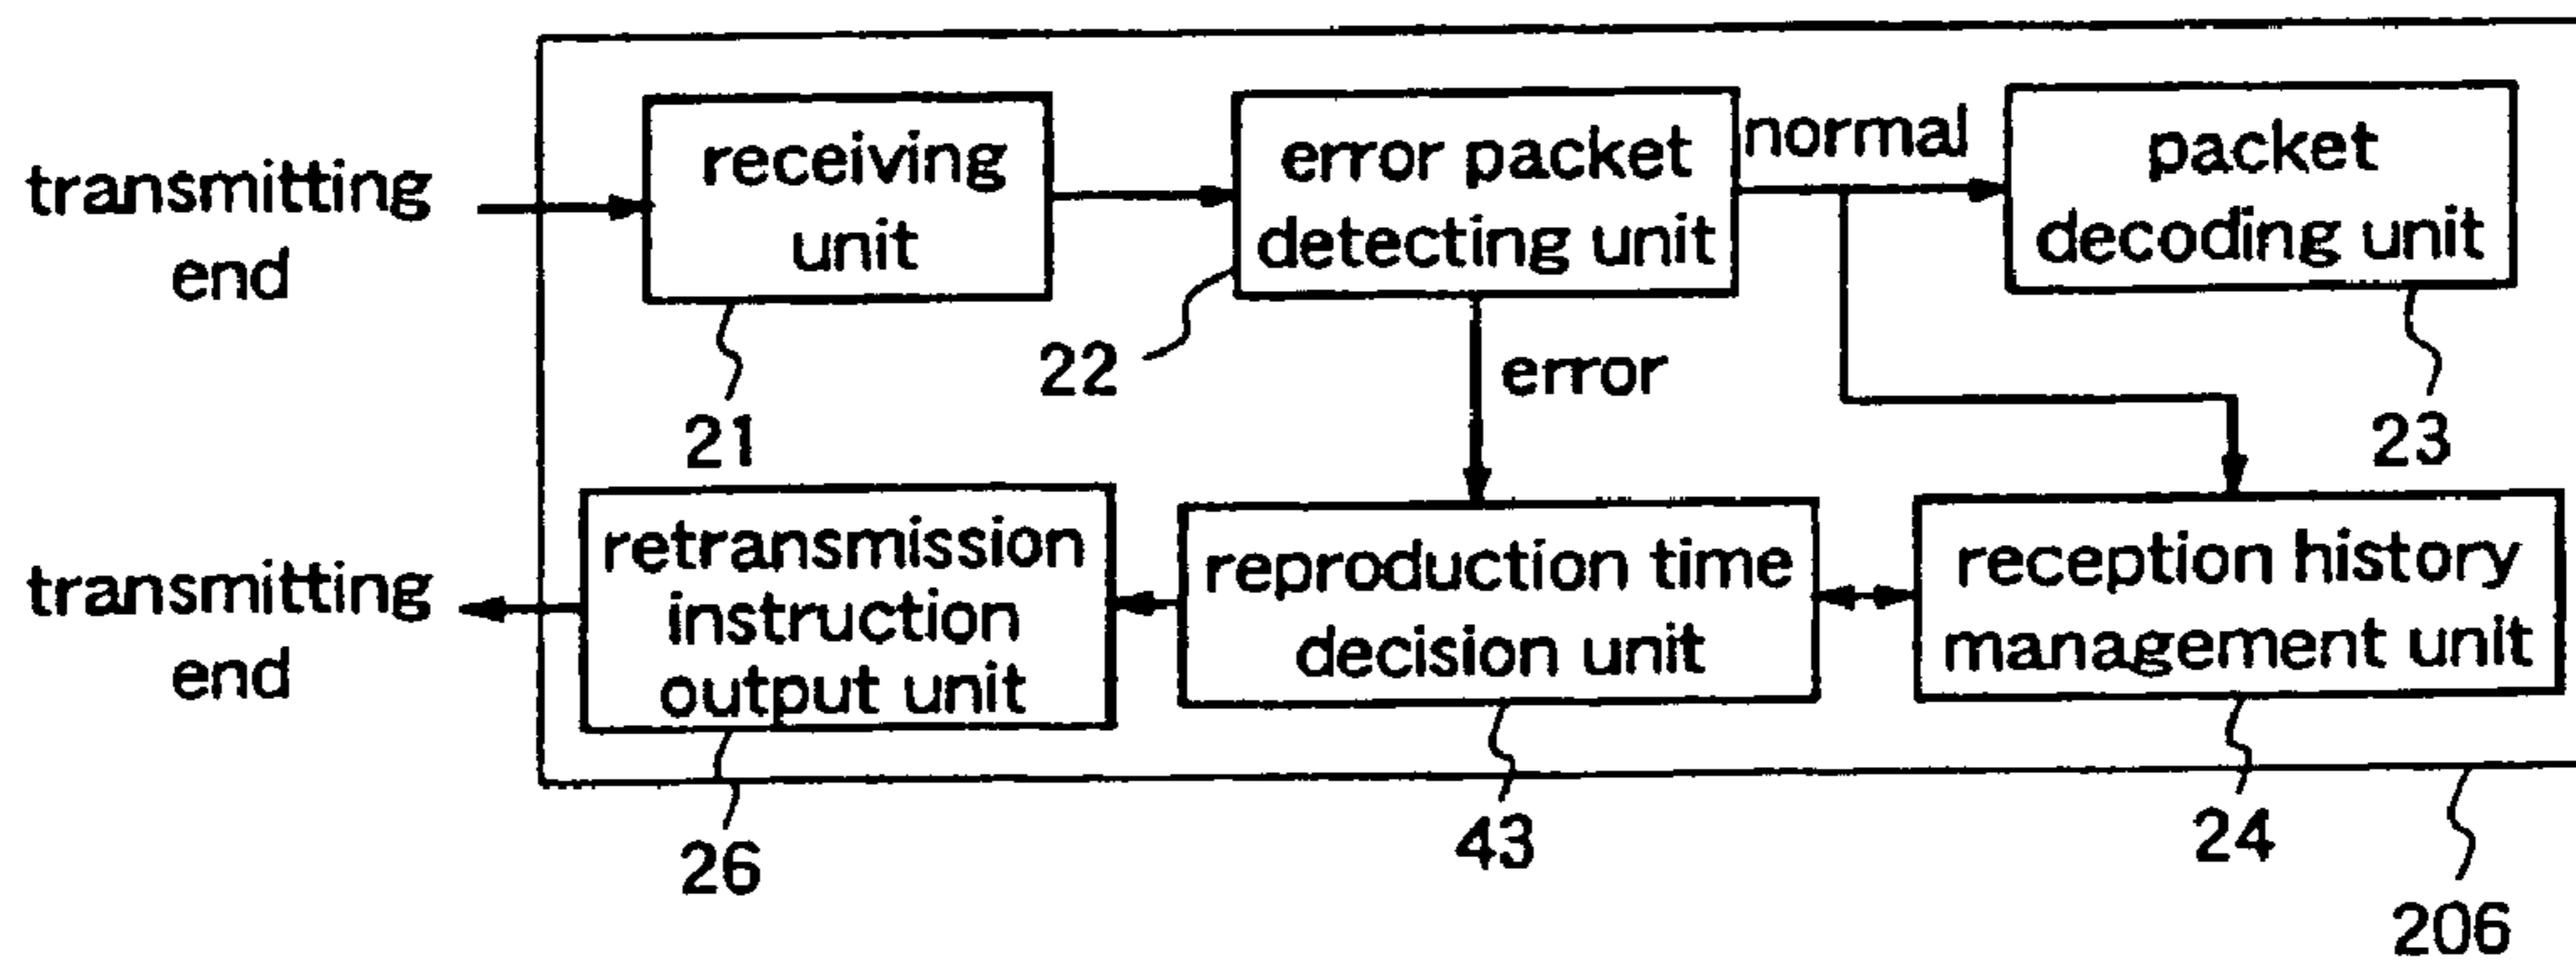 transmitting
end
receiving
unit
error packet
detecting unit
normal
packet
decoding unit
21
22
error
23
transmitting
end
retransmission
instruction
output unit
reproduction time
decision unit
reception history
management unit
26
43
24
206